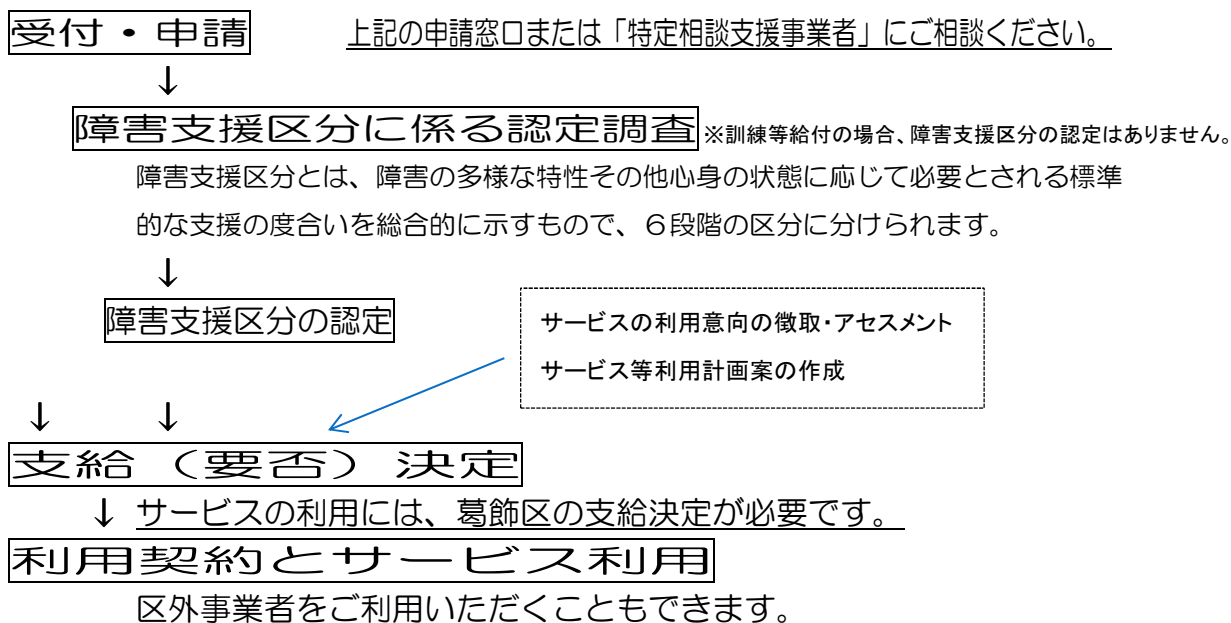 受付・申請 上記の申請窓口または「特定相談支援事業者」にご相談ください。
↓
障害支援区分に係る認定調査 ※訓練等給付の場合、障害支援区分の認定はありません。
障害支援区分とは、障害の多様な特性その他心身の状態に応じて必要とされる標準
的な支援の度合いを総合的に示すもので、６段階の区分に分けられます。
↓
障害支援区分の認定
サービスの利用意向の徴取・アセスメント
サービス等利用計画案の作成
↓ ↓
支給（要否）決定
↓ サービスの利用には、葛飾区の支給決定が必要です。
利用契約とサービス利用
区外事業者をご利用いただくこともできます。